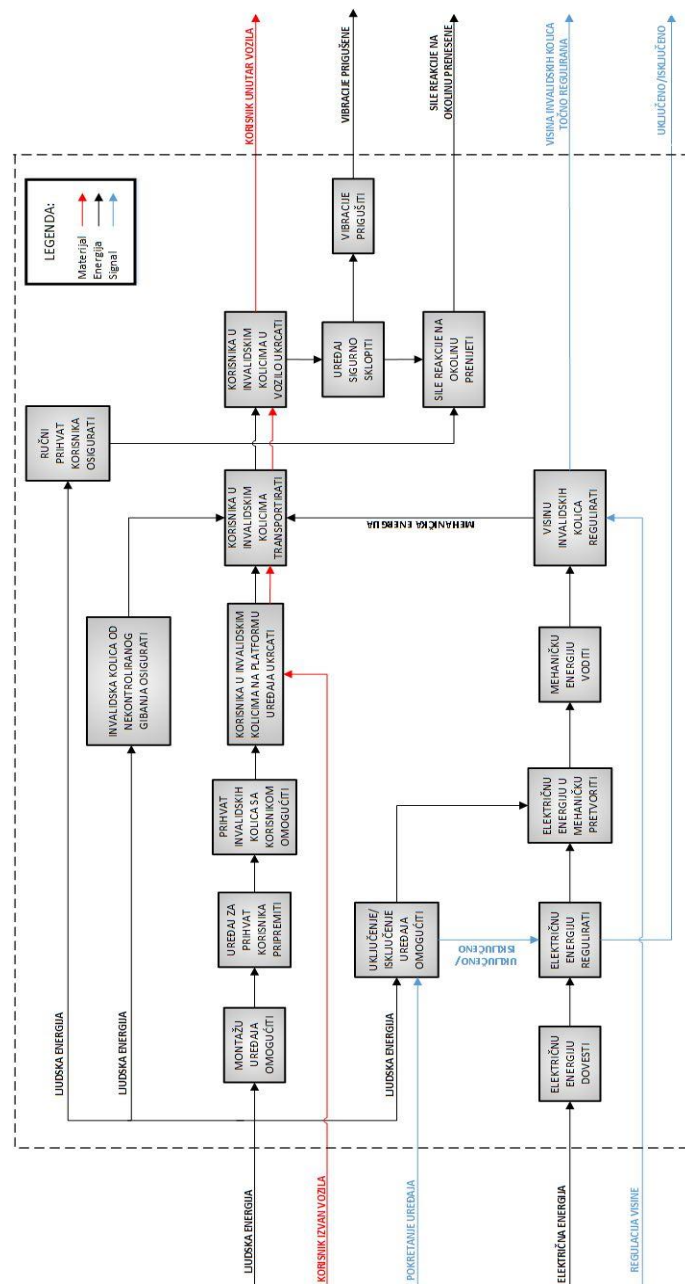 LEGENDA:
Materijal
Energija
Signal
RUČNI
PRIHVAT
KORISNIKA
OSIGURATI
LJUDSKA ENERGIJA
INVALIDSKA KOLICA OD
NEKONTROLIRANOG
GIBANJA OSIGURATI
LJUDSKA ENERGIJA
LJUDSKA ENERGIJA
MONTAŽU
UREĐAJA
OMOGUĆITI
UREĐAJ ZA
PRIHVAT
KORISNIKA
PRIPREMITI
PRIHVAT
INVALIDSKIH
KOLICA SA
KORISNIKOM
OMOGUĆITI
KORISNIKA U INVALIDSKIM
KOLICIMA NA PLATFORMU
UREĐAJA UKRCATI
KORISNIKA U
INVALIDSKIM
KOLICIMA
TRANSPORTIRATI
KORISNIKA U
INVALIDSKIM
KOLICIMA U
VOZILO UKRCATI
KORISNIK UNUTAR VOZILA
KORISNIK IZVAN VOZILA
UREĐAJ
SIGURNO
SKLOPITI
VIBRACIJE
PRIGUŠITI
VIBRACIJE PRIGUŠENE
SILE REAKCIJE NA
OKOLINU
PRENIJETI
SILE REAKCIJE NA
OKOLINU PRENESENE
MEHANIČKA ENERGIJA
LJUDSKA ENERGIJA
POKRETANJE UREĐAJA
UKLJUČENJE/
ISKLJUČENJE
UREĐAJA
OMOGUĆITI
UKLJUČENO/
ISKLJUČENO
ELEKTRIČNA ENERGIJA
ELEKTRIČNU
ENERGIJU
DOVESTI
ELEKTRIČNU
ENERGIJU
REGULIRATI
ELEKTRIČNU
ENERGIJU U
MEHANIČKU
PRETVORITI
MEHANIČKU
ENERGIJU
VODITI
VISINU
INVALIDSKIH
KOLICA
REGULIRATI
VISINA INVALIDSKIH KOLICA
TOČNO REGULIRANA
REGULACIJA VISINE
UKLJUČENO/ISKLJUČENO